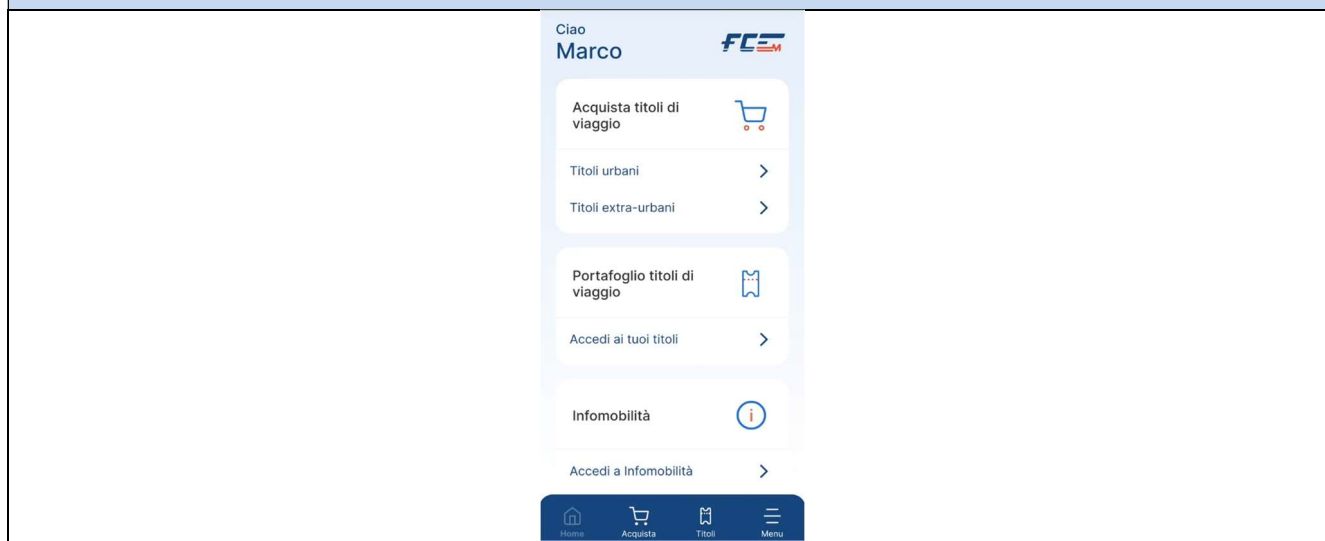 Ciao
Marco
FCE M
Acquista titoli di
viaggio
Titoli urbani
Titoli extra-urbani
Portafoglio titoli di
viaggio
Accedi ai tuoi titoli
Infomobilità
Accedi a Infomobilità
Home Acquista Titoli Menu